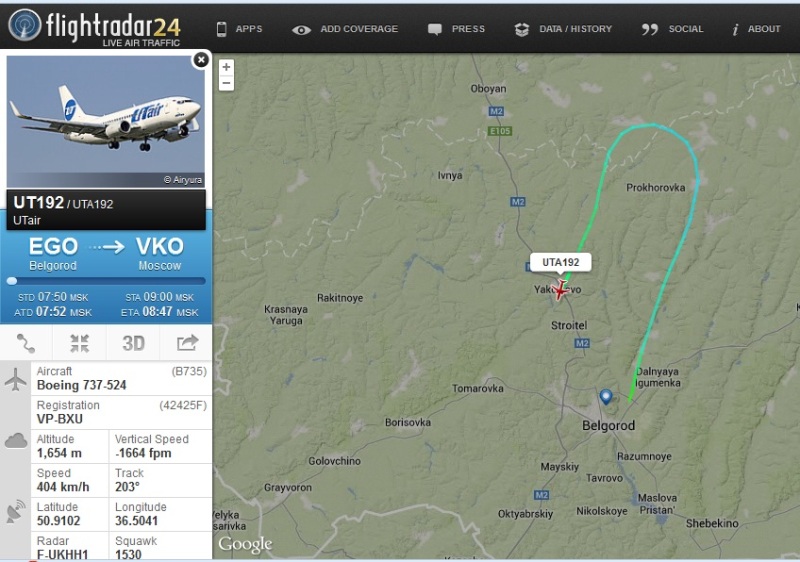 flightradar24
LIVE AIR TRAFFIC
APPS
ADD COVERAGE
PRESS
DATA / HISTORY
SOCIAL
ABOUT
UTair
© Airyura
UT192 / UTA192
UTair
EGO VKO
Belgorod Moscow
STD 07:50 MSK STA 09:00 MSK
ATD 07:52 MSK ETA 08:47 MSK
3D
Aircraft (B735)
Boeing 737-524
Registration (42425F)
VP-BXU
Altitude Vertical Speed
1,654 m -1664 fpm
Speed Track
404 km/h 203°
Latitude Longitude
50.9102 36.5041
Radar Squawk
F-UKHH1 1530
+
−
Oboyan
M2
E105
Ivnya
Prokhorovka
M2
UTA192
Rakitnoye
Krasnaya
Yaruga
Stroitel
M2
Dalnyaya
Igumenka
Tomarovka
Borisovka
Belgorod
Razumnoye
Golovchino
Mayskiy
Tavrovo
Grayvoron
M2
Maslova
Pristan'
Nikolskoye
Oktyabrskiy
Shebekino
Google